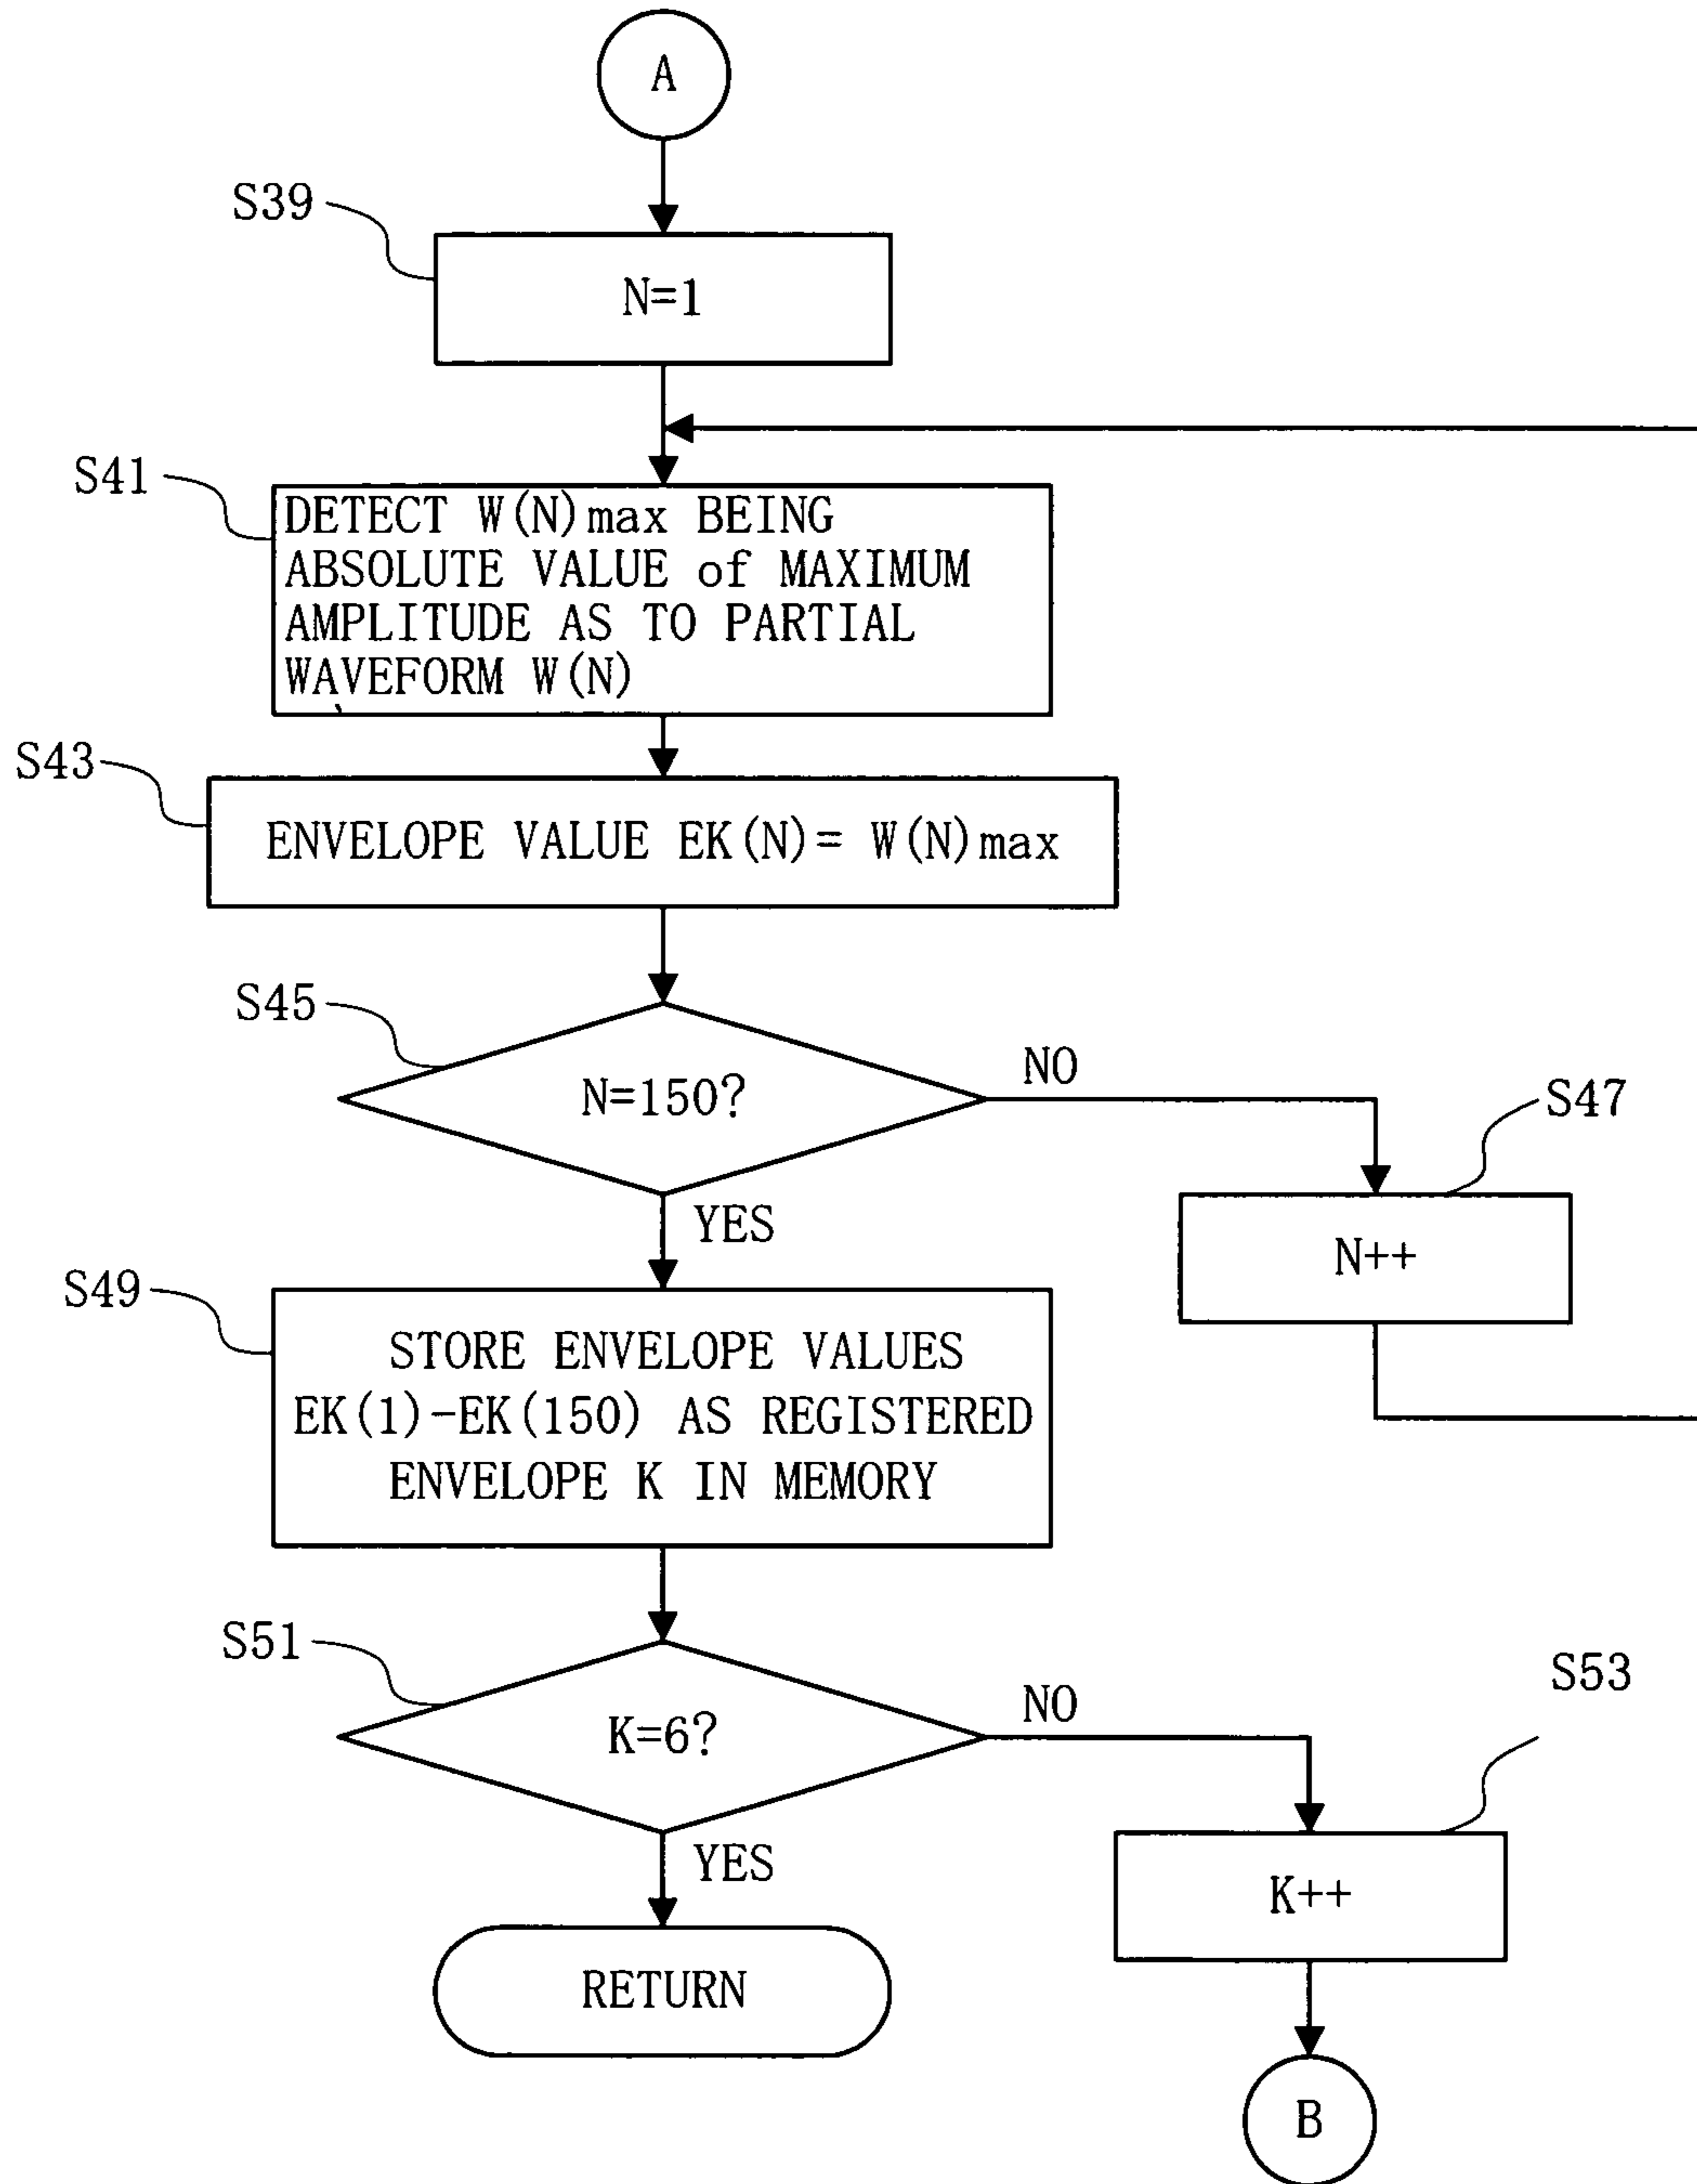 A
S39
N=1
S41
DETECT W(N)max BEING
ABSOLUTE VALUE of MAXIMUM
AMPLITUDE AS TO PARTIAL
WAVEFORM W(N)
S43
ENVELOPE VALUE EK(N)= W(N)max
S45
N=150?
NO
S47
YES
N++
S49
STORE ENVELOPE VALUES
EK(1)-EK(150) AS REGISTERED
ENVELOPE K IN MEMORY
S51
K=6?
NO
S53
YES
K++
RETURN
B